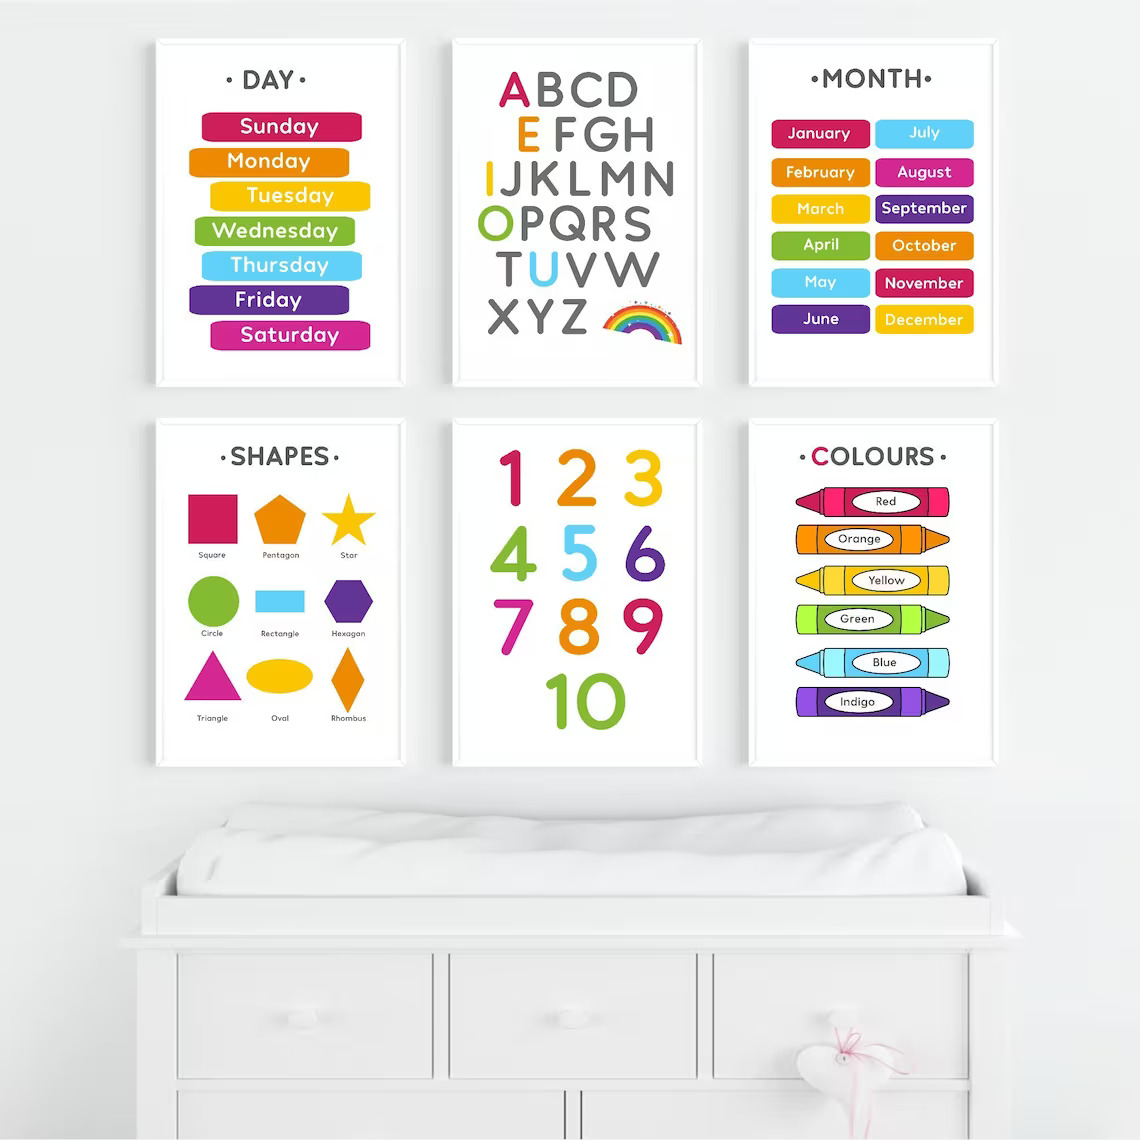 • DAY •
Sunday
Monday
Tuesday
Wednesday
Thursday
Friday
Saturday
ABCD
EFGH
IJKLMN
OPQRS
TUVW
XYZ
•MONTH•
January July
February August
March September
April October
May November
June December
•SHAPES•
Square Pentagon Star
Circle Rectangle Hexagan
Triangle Oval Rhombus
1 2 3
4 5 6
7 8 9
10
•COLOURS•
Red
Orange
Yellow
Green
Blue
Indigo